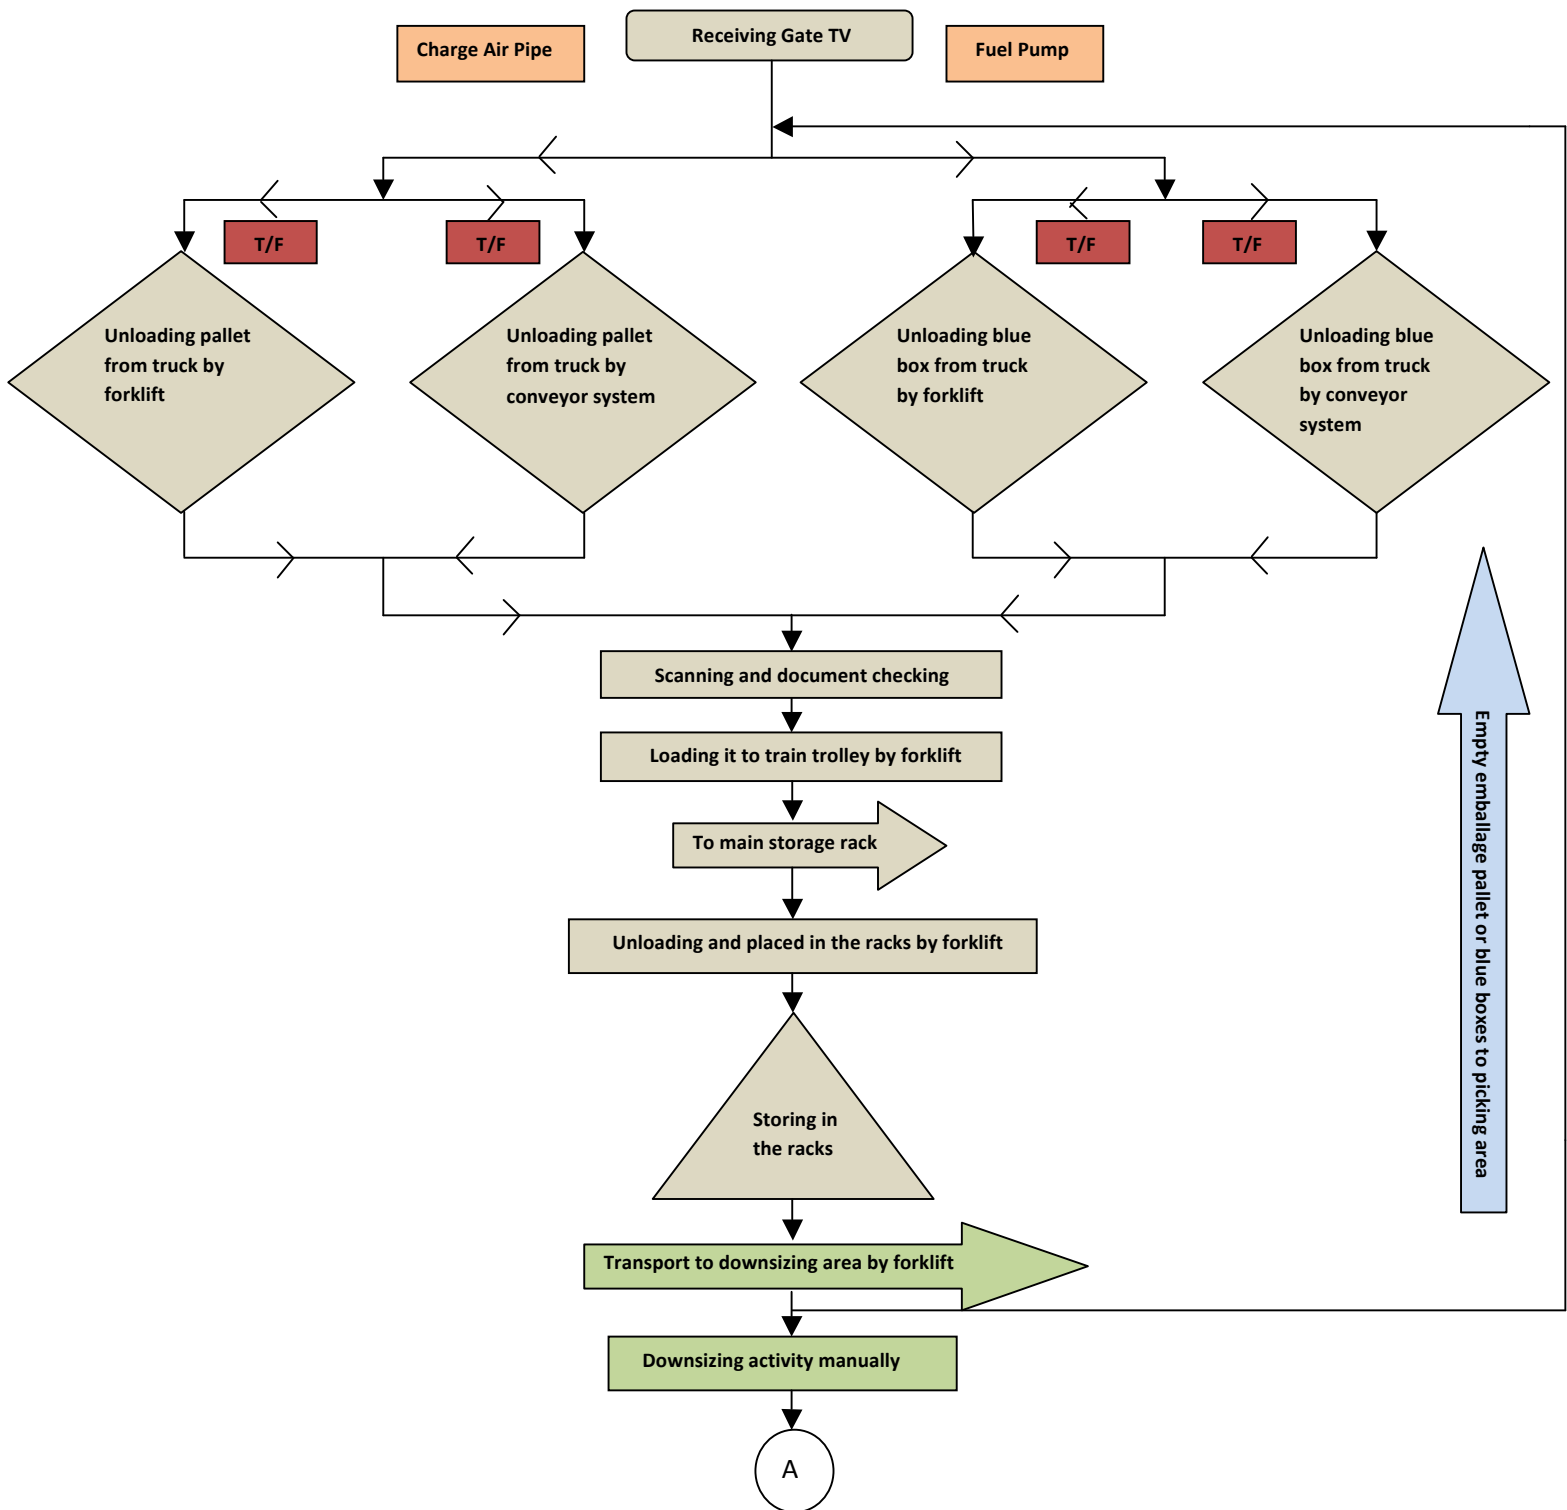 Charge Air Pipe
Receiving Gate TV
Fuel Pump
T/F
T/F
T/F
T/F
Unloading pallet
from truck by
forklift
Unloading pallet
from truck by
conveyor system
Unloading blue
box from truck
by forklift
Unloading blue
box from truck
by conveyor
system
Scanning and document checking
Loading it to train trolley by forklift
To main storage rack
Unloading and placed in the racks by forklift
Storing in
the racks
Empty emballage pallet or blue boxes to picking area
Transport to downsizing area by forklift
Downsizing activity manually
A